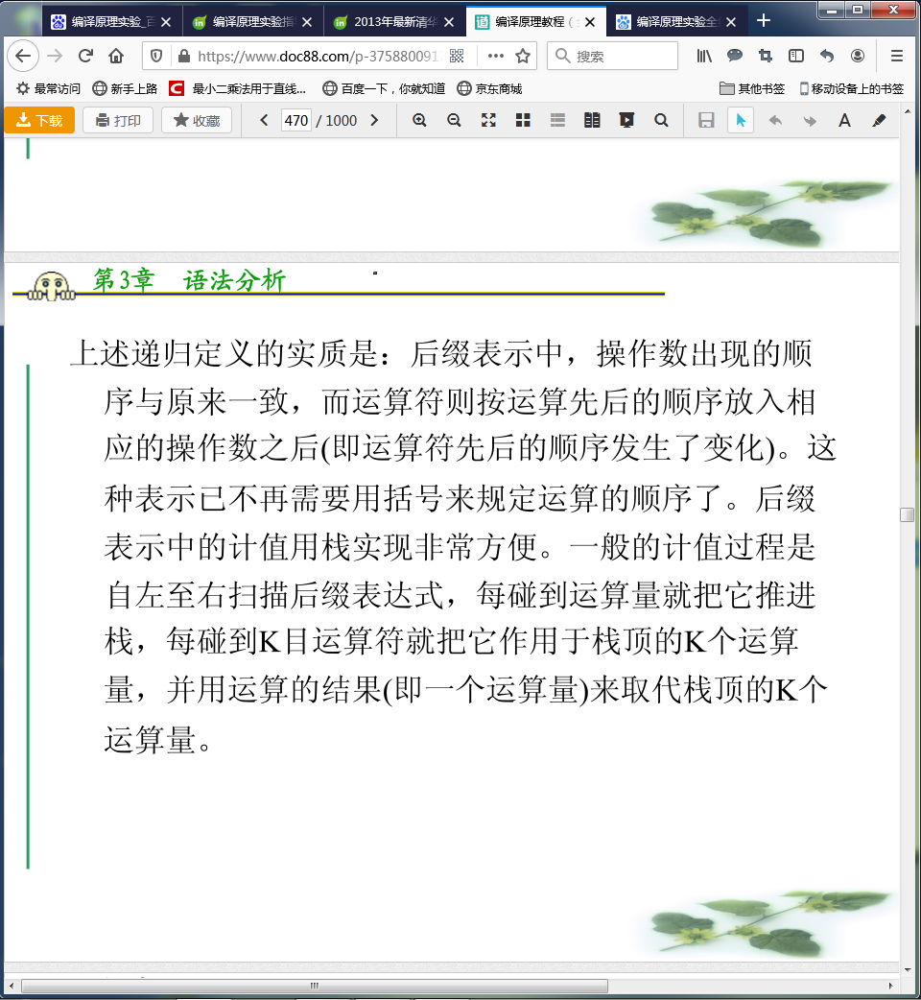 编译原理实验_百
编译原理实验指
2013年最新清华
编译原理教程（
编译原理实验全
https://www.doc88.com/p-3758800917
搜索
最常访问
新手上路
最小二乘法用于直线...
百度一下，你就知道
京东商城
其他书签
移动设备上的书签
下载
打印
收藏
470 / 1000
第3章 语法分析
上述递归定义的实质是：后缀表示中，操作数出现的顺
序与原来一致，而运算符则按运算先后的顺序放入相
应的操作数之后(即运算符先后的顺序发生了变化)。这
种表示已不再需要用括号来规定运算的顺序了。后缀
表示中的计值用栈实现非常方便。一般的计值过程是
自左至右扫描后缀表达式，每碰到运算量就把它推进
栈，每碰到K目运算符就把它作用于栈顶的K个运算
量，并用运算的结果(即一个运算量)来取代栈顶的K个
运算量。